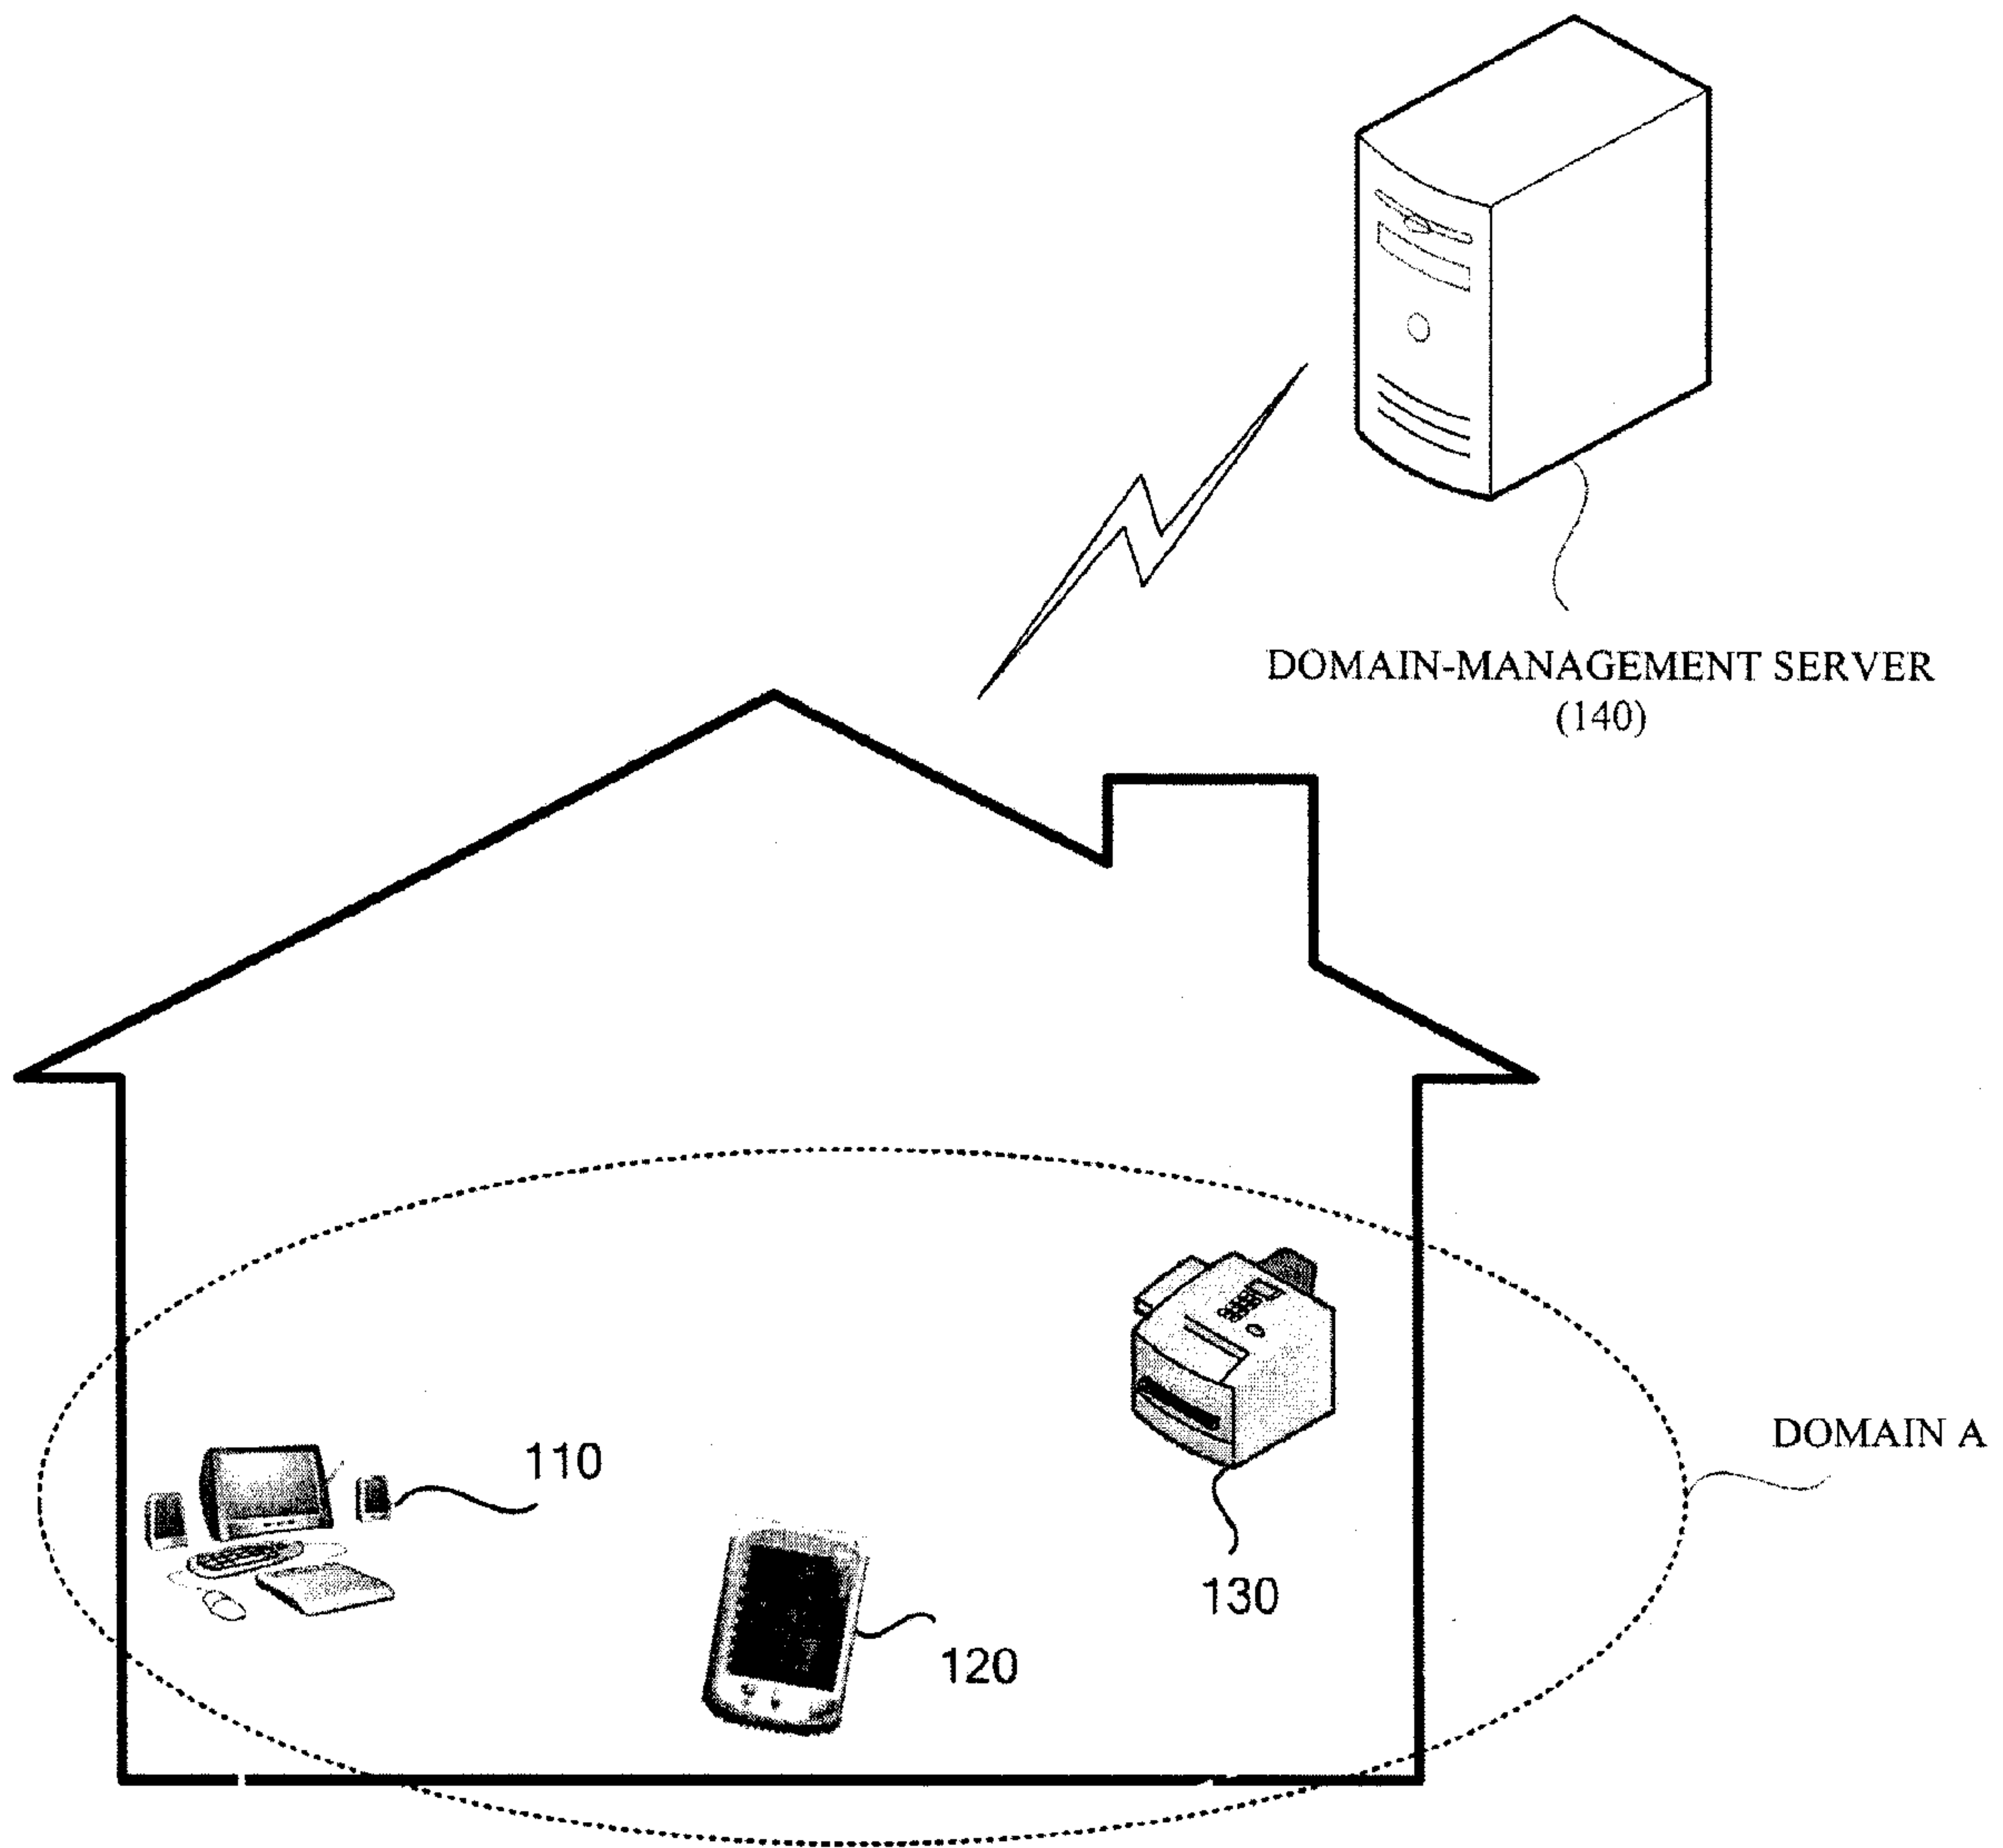 DOMAIN-MANAGEMENT SERVER
(140)
DOMAIN A
110
130
120